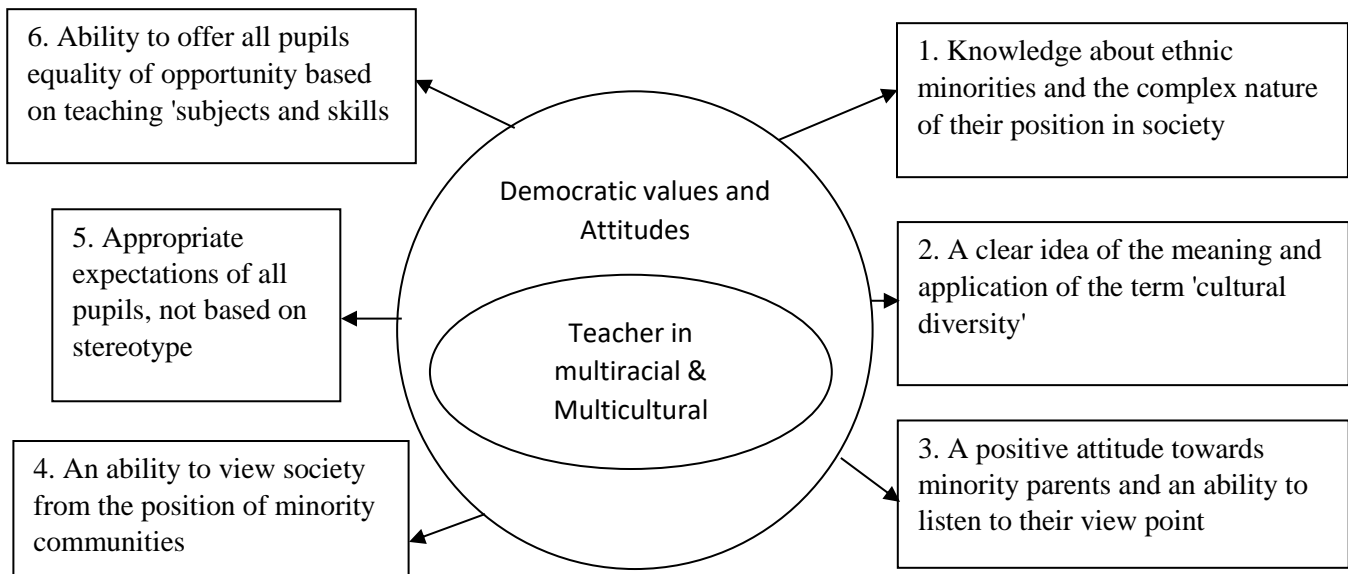 6. Ability to offer all pupils
equality of opportunity based
on teaching 'subjects and skills
1. Knowledge about ethnic
minorities and the complex nature
of their position in society
Democratic values and
Attitudes
5. Appropriate
expectations of all
pupils, not based on
stereotype
2. A clear idea of the meaning and
application of the term 'cultural
diversity'
Teacher in
multiracial &
Multicultural
4. An ability to view society
from the position of minority
communities
3. A positive attitude towards
minority parents and an ability to
listen to their view point